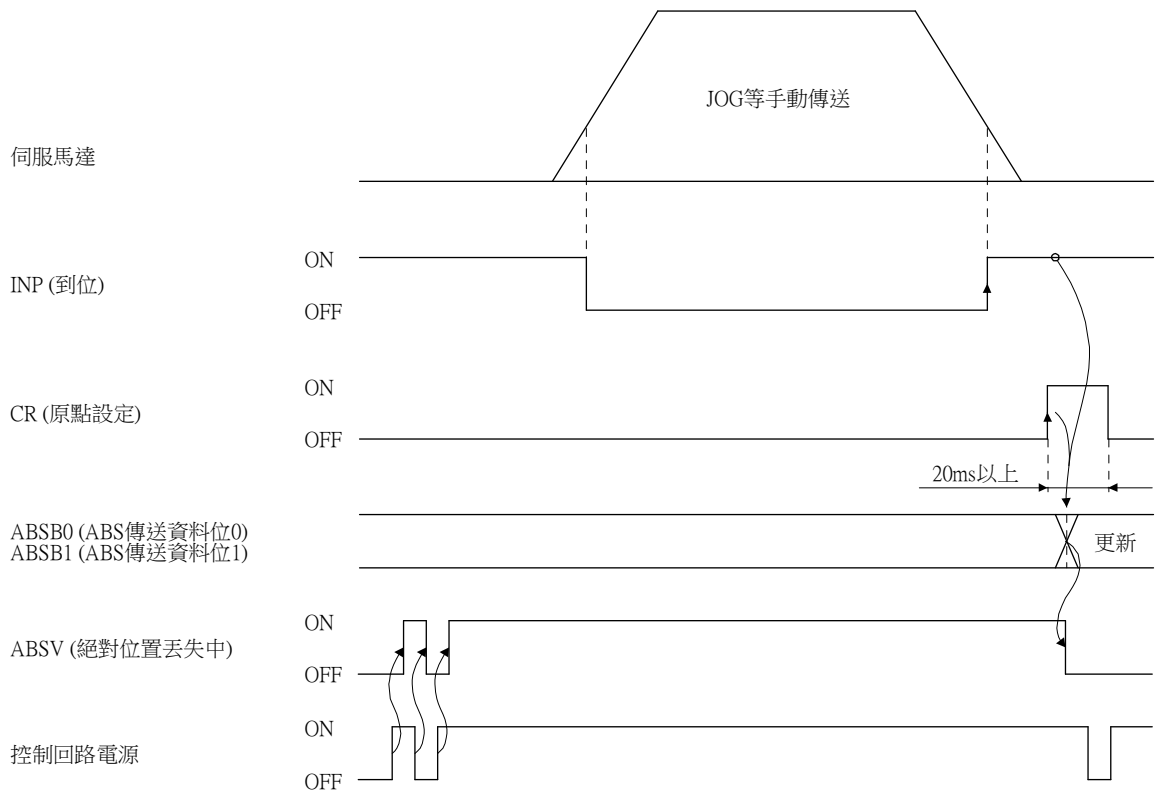 JOG等手動傳送
伺服馬達
ON
INP (到位)
OFF
ON
CR (原點設定)
OFF
20ms以上
ABSB0 (ABS傳送資料位0)
ABSB1 (ABS傳送資料位1)
更新
ON
ABSV (絕對位置丟失中)
OFF
ON
控制回路電源
OFF